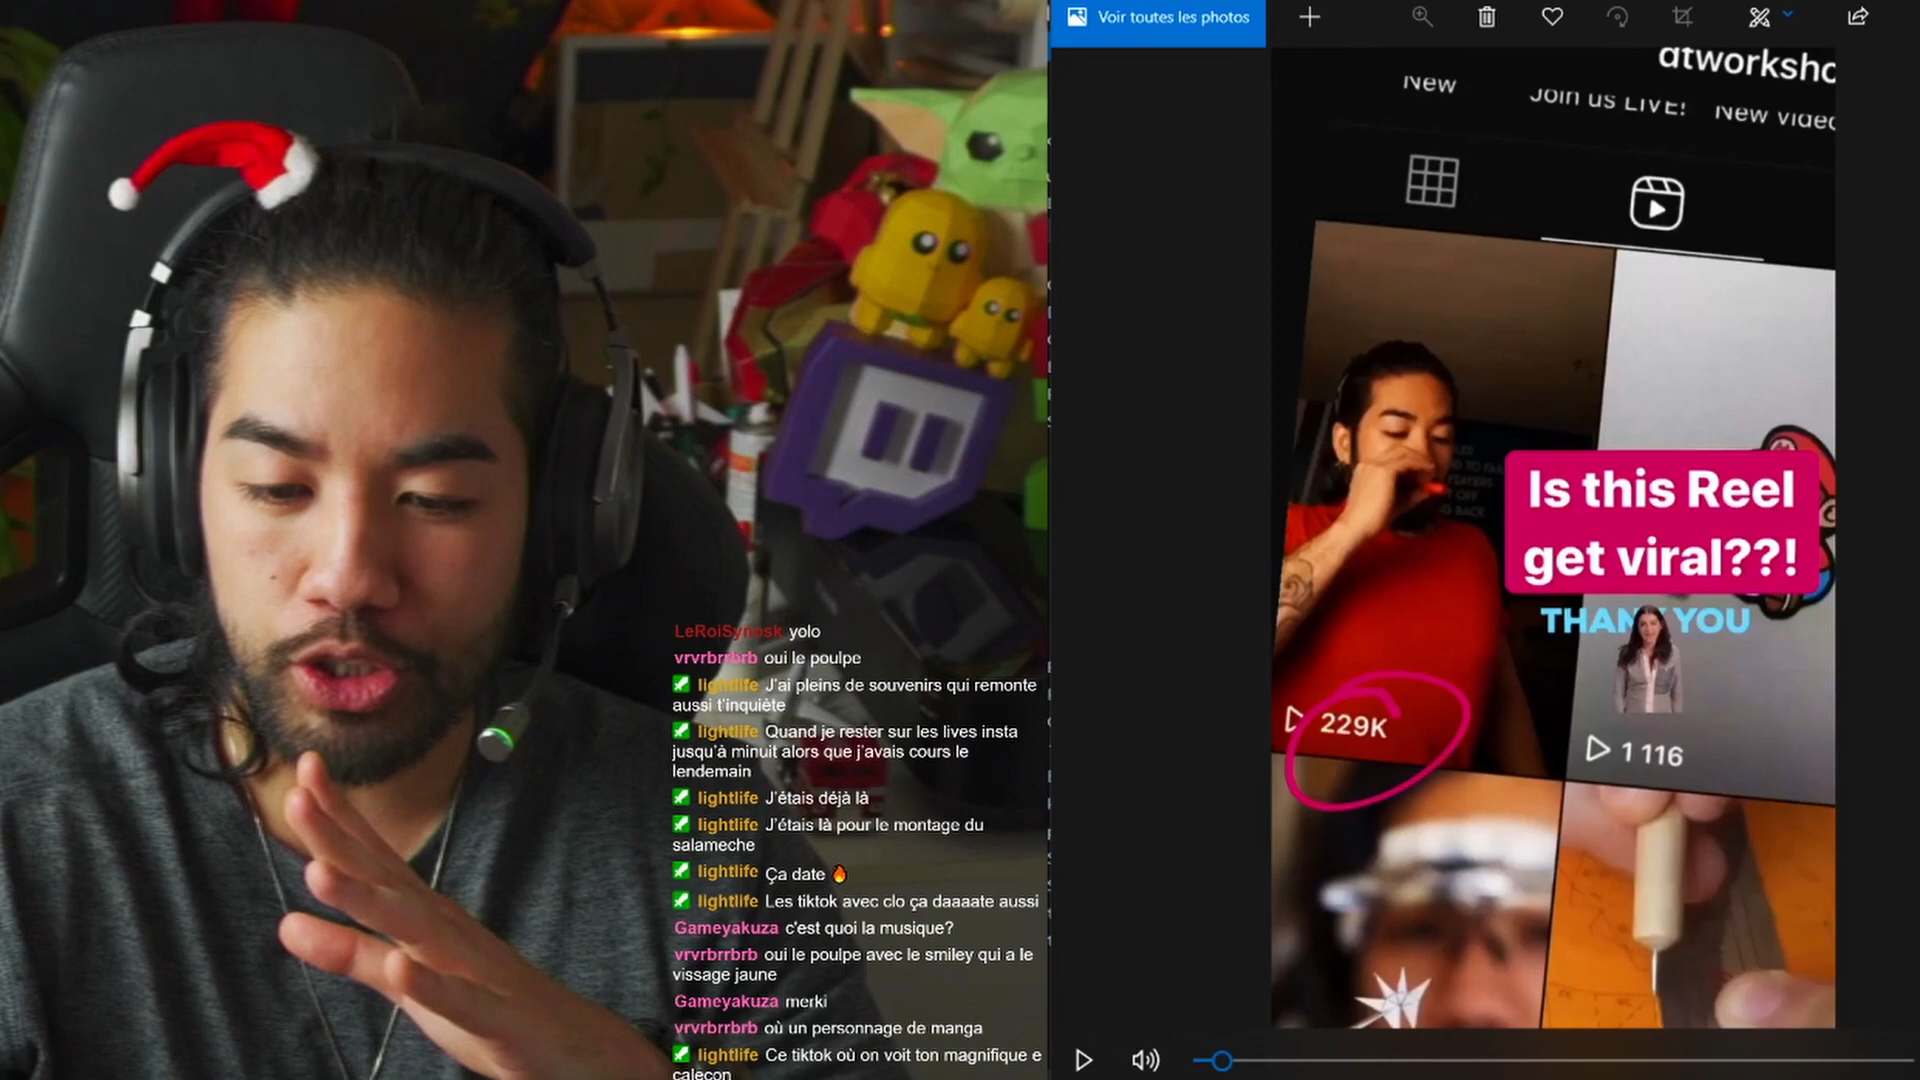 Voir toutes les photos
atworksho
New
Join us LIVE!
New video
Is this Reel
get viral??!
THANK YOU
229K
1 116
LeRoiSynosk yolo
vrvrbrrbrb oui le poulpe
lightlife J'ai pleins de souvenirs qui remonte
aussi t'inquiète
lightlife Quand je rester sur les lives insta
jusqu'à minuit alors que j'avais cours le
lendemain
lightlife J'étais déjà là
lightlife J'étais là pour le montage du
salameche
lightlife Ça date 🔥
lightlife Les tiktok avec clo ça daaaate aussi
Gameyakuza c'est quoi la musique?
vrvrbrrbrb oui le poulpe avec le smiley qui a le
vissage jaune
Gameyakuza merki
vrvrbrrbrb où un personnage de manga
lightlife Ce tiktok où on voit ton magnifique e
calecon